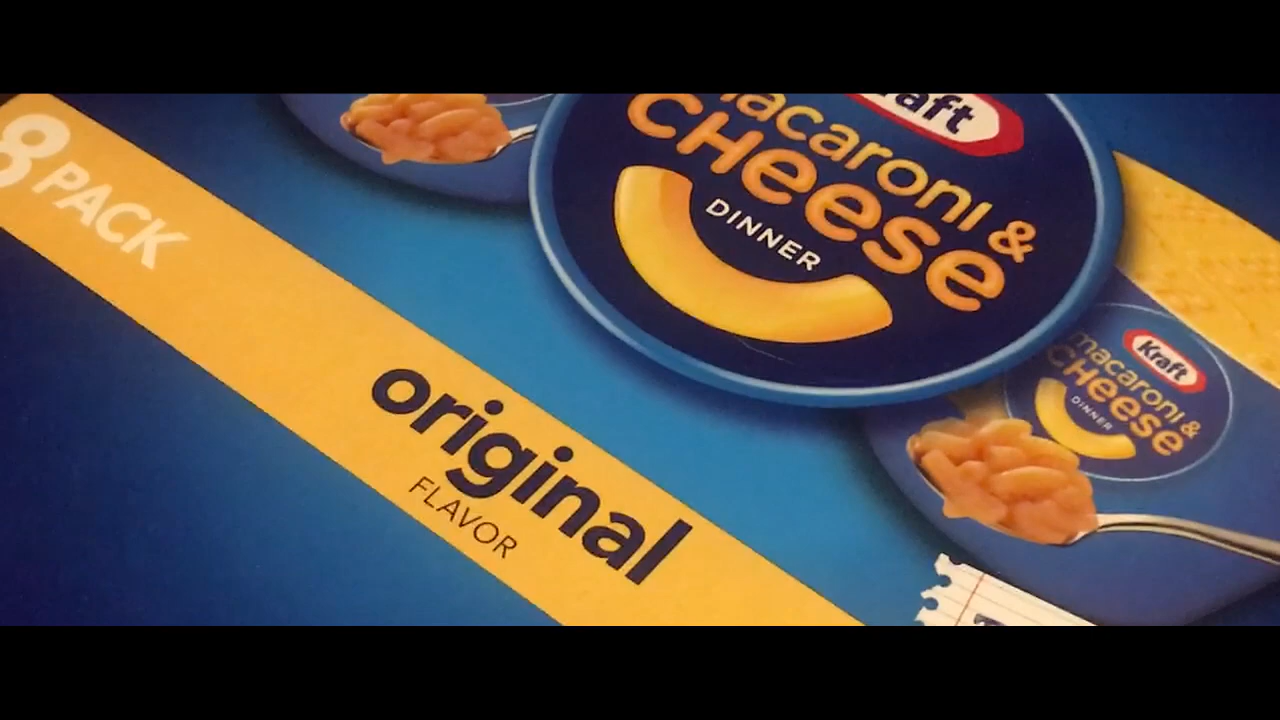 8 PACK
Kraft
macaroni &
CHeese
DINNER
original
FLAVOR
Kraft
macaroni &
CHeese
DINNER